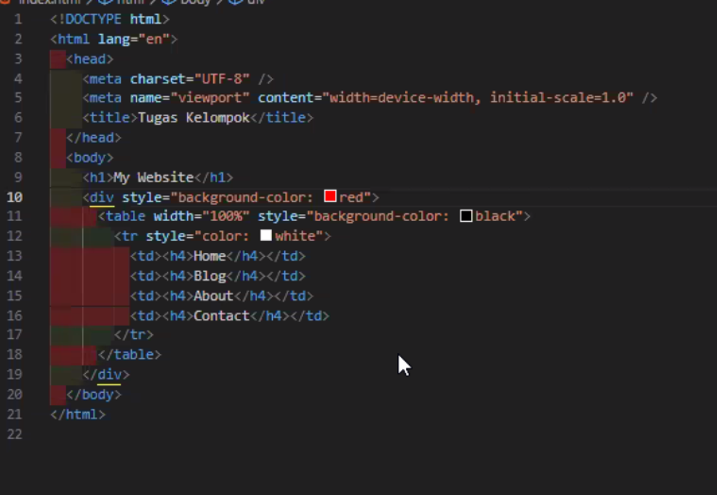 index.html > html > body > div
1 <!DOCTYPE html>
2 <html lang="en">
3 <head>
4 <meta charset="UTF-8" />
5 <meta name="viewport" content="width=device-width, initial-scale=1.0" />
6 <title>Tugas Kelompok</title>
7 </head>
8 <body>
9 <h1>My Website</h1>
10 <div style="background-color: red">
11 <table width="100%" style="background-color: black">
12 <tr style="color: white">
13 <td><h4>Home</h4></td>
14 <td><h4>Blog</h4></td>
15 <td><h4>About</h4></td>
16 <td><h4>Contact</h4></td>
17 </tr>
18 </table>
19 </div>
20 </body>
21 </html>
22